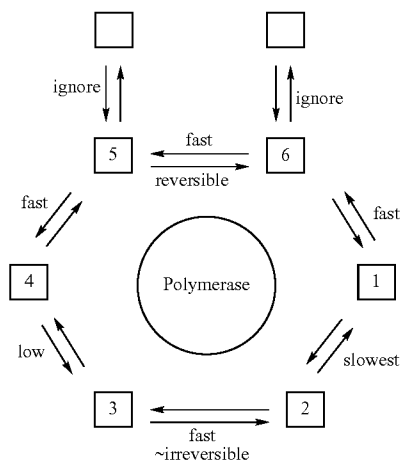 ignore
ignore
fast
5
6
reversible
fast
fast
Polymerase
4
1
low
slowest
3
2
fast
~irreversible